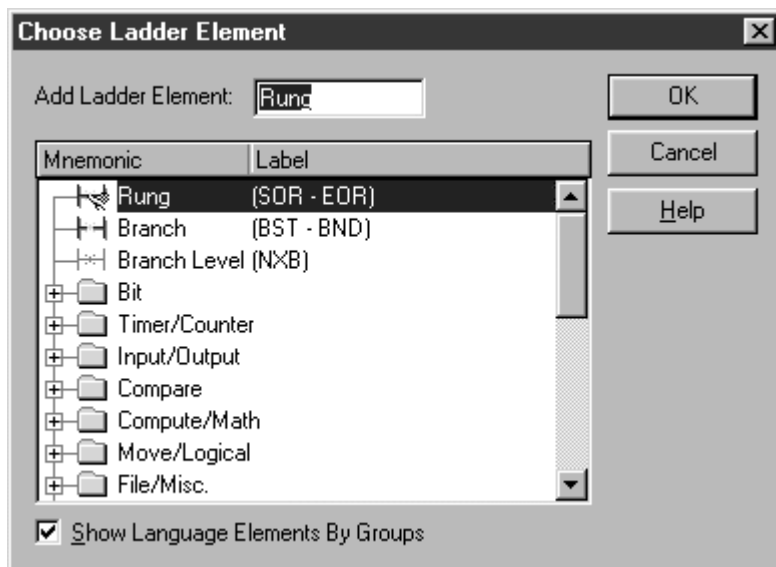 Choose Ladder Element
Add Ladder Element: Rung
OK
Cancel
Help
Mnemonic Label
Rung (SOR - EOR)
Branch (BST - BND)
Branch Level (NXB)
Bit
Timer/Counter
Input/Output
Compare
Compute/Math
Move/Logical
File/Misc.
Show Language Elements By Groups